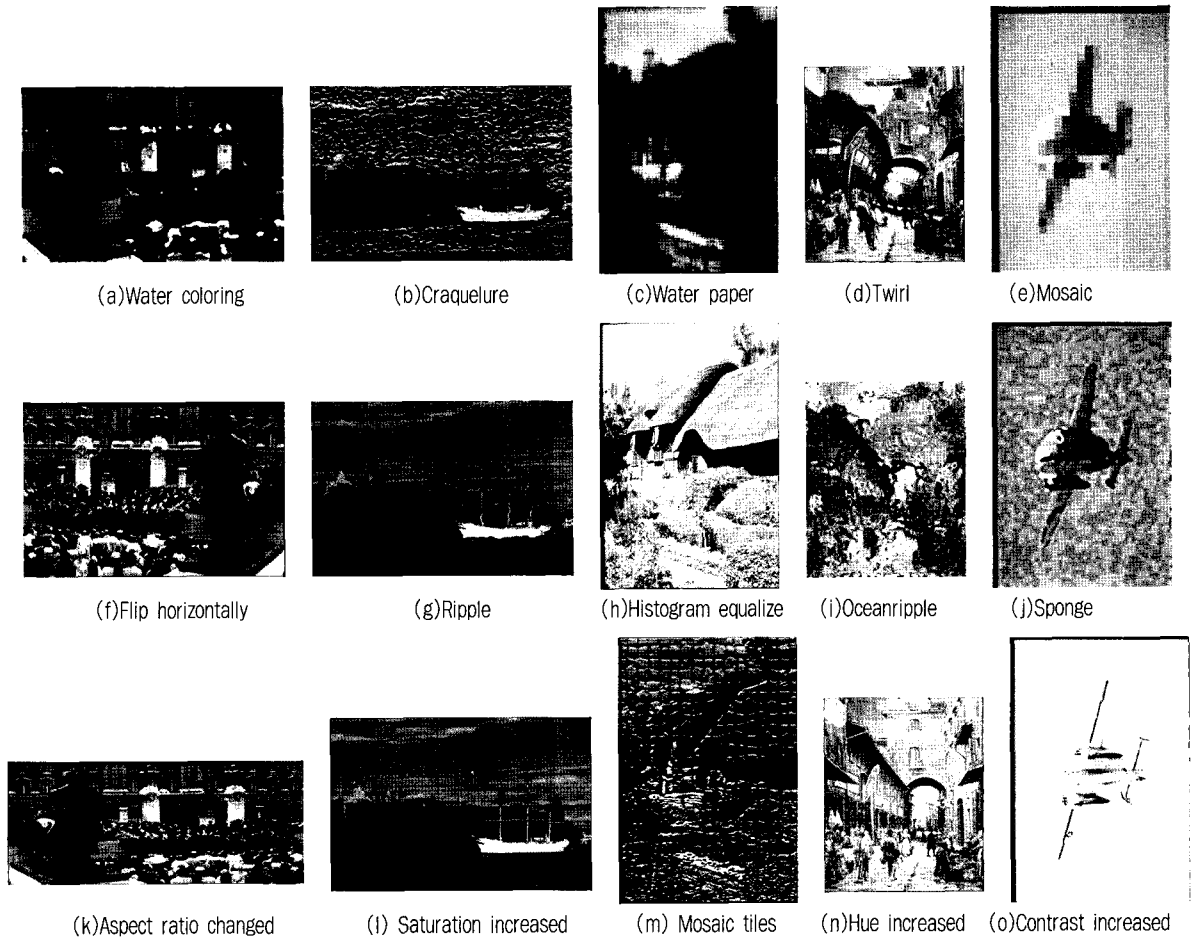 (a)Water coloring
(b)Craquelure
(c)Water paper
(d)Twirl
(e)Mosaic
(f)Flip horizontally
(g)Ripple
(h)Histogram equalize
(i)Oceanripple
(j)Sponge
(k)Aspect ratio changed
(l) Saturation increased
(m) Mosaic tiles
(n)Hue increased
(o)Contrast increased